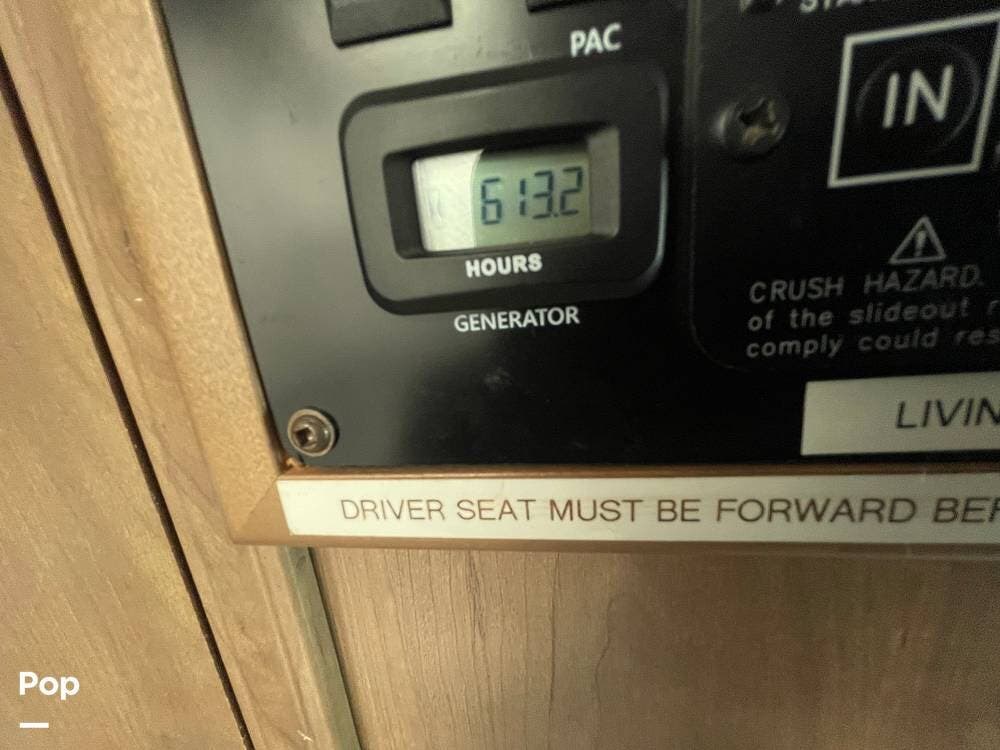 PAC
IN
613.2
HOURS
GENERATOR
CRUSH HAZARD.
of the slideout
comply could
LIVIN
DRIVER SEAT MUST BE FORWARD
Pop